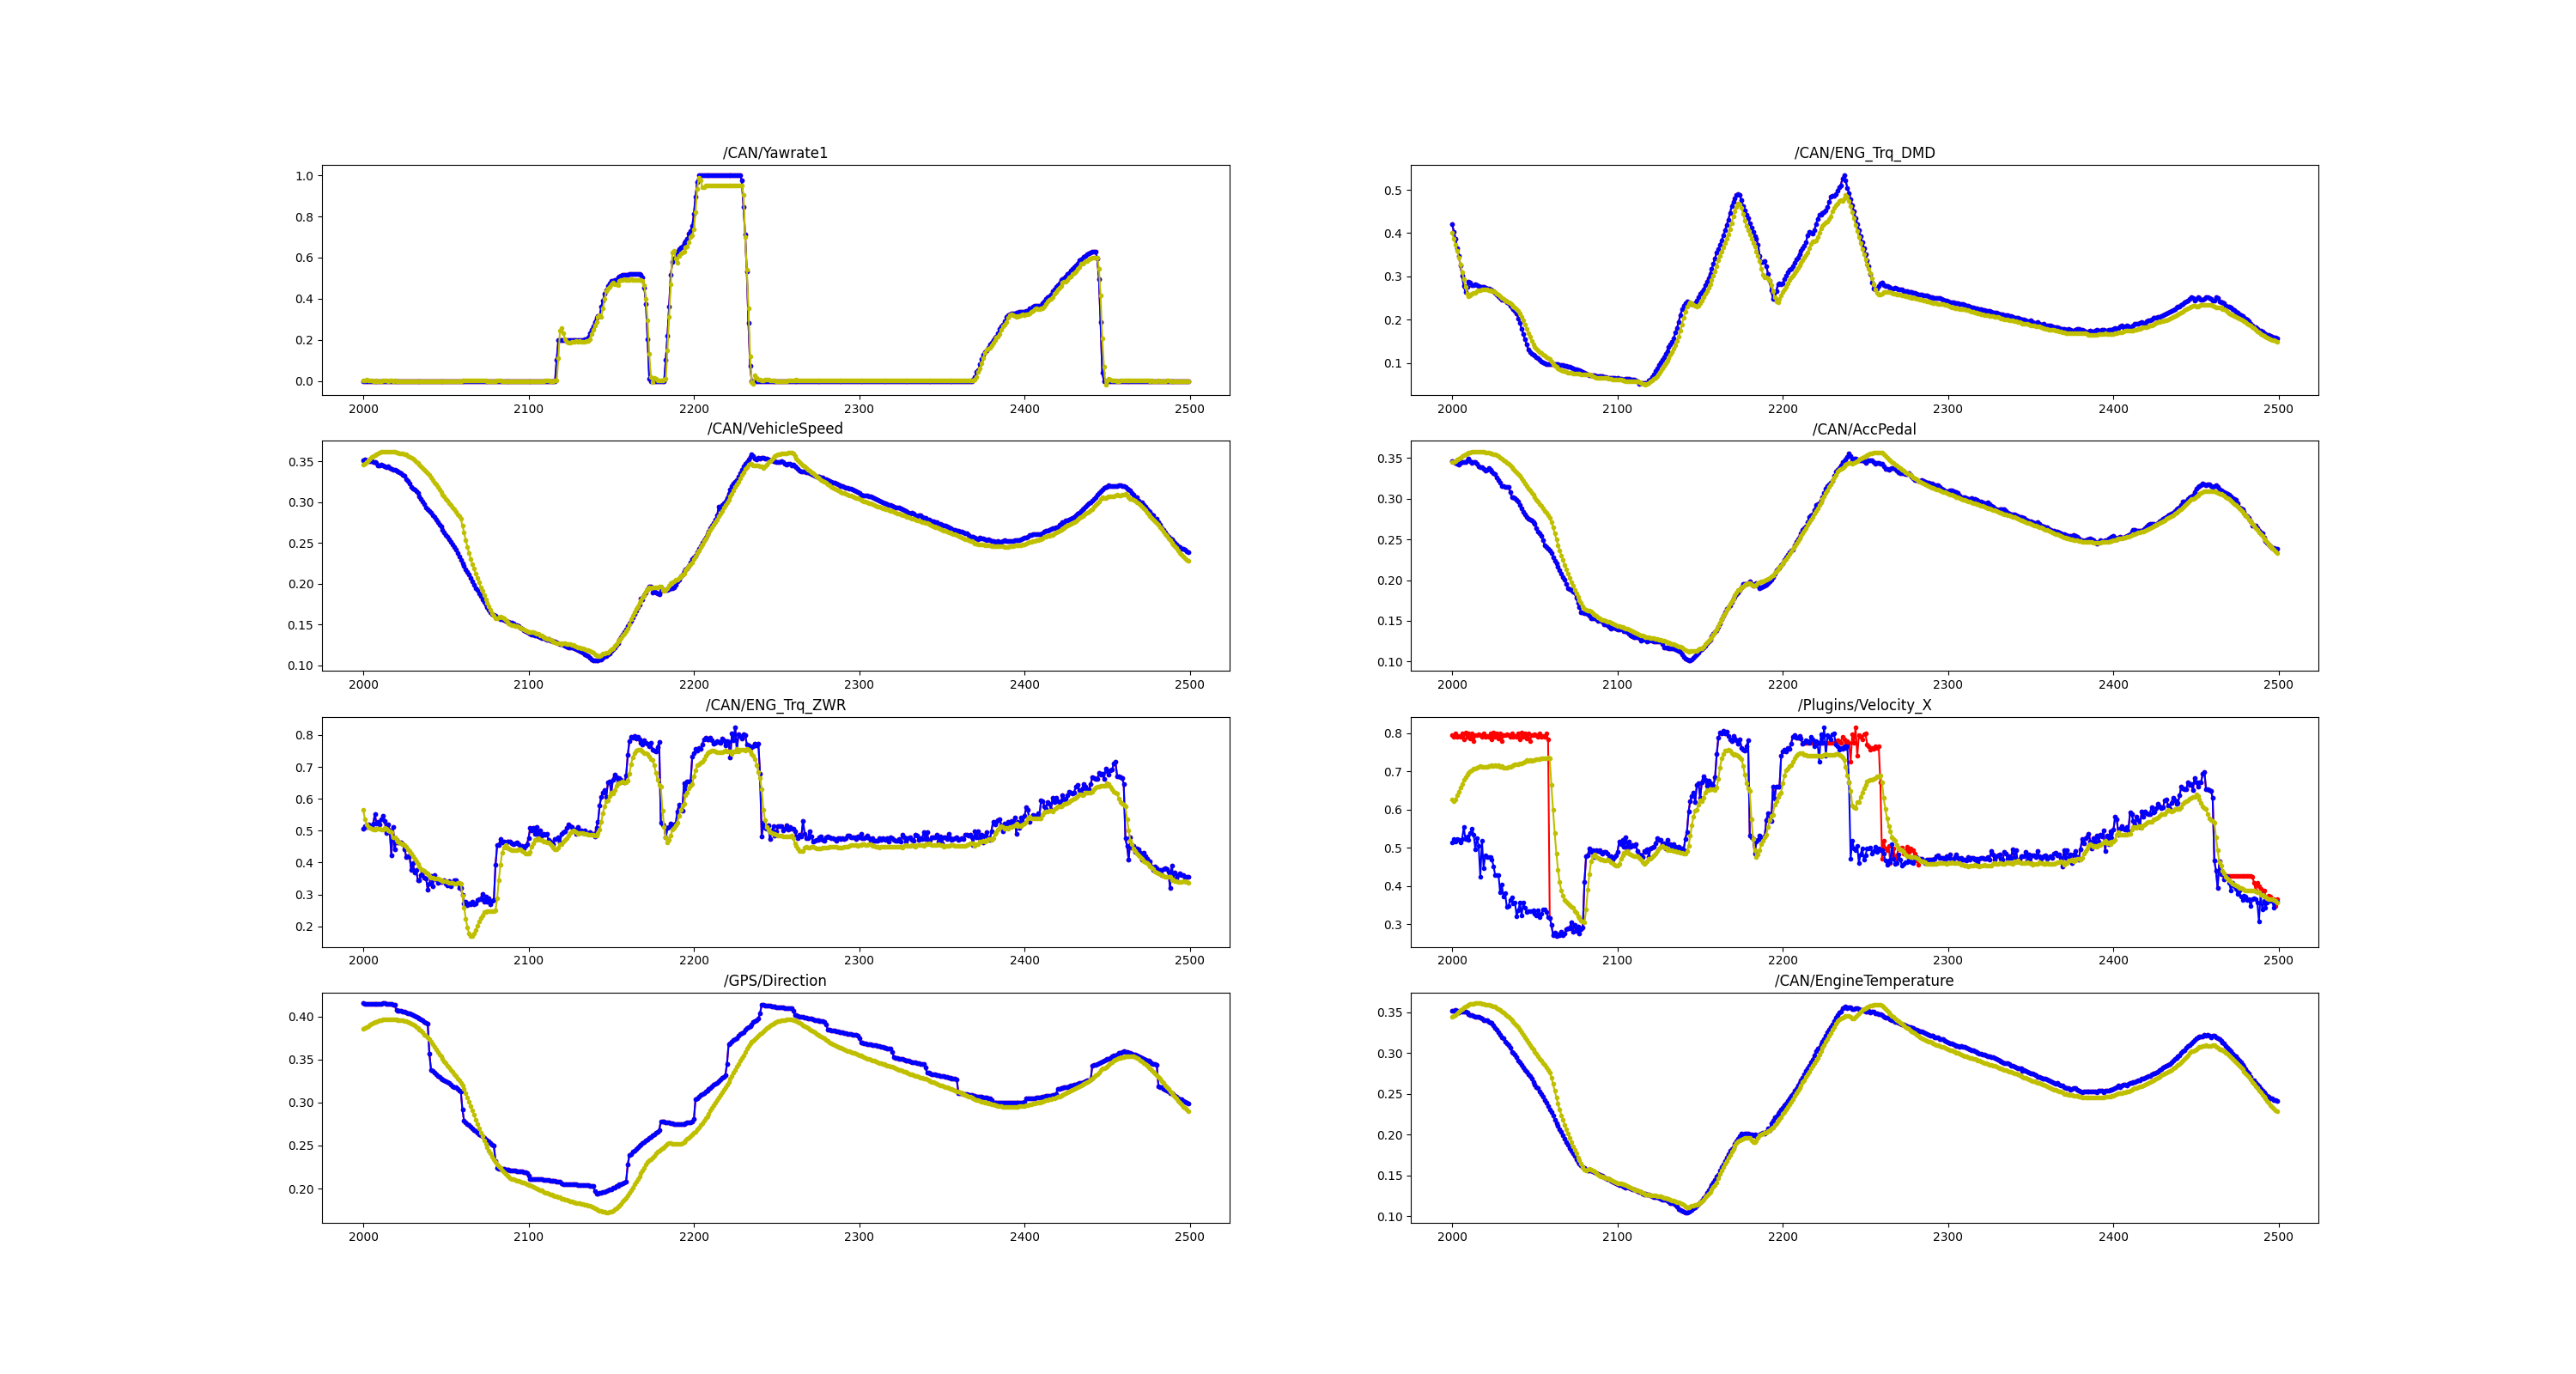 /CAN/Yawrate1
1.0
0.8
0.6
0.4
0.2
0.0
2000 2100 2200 2300 2400 2500
/CAN/ENG_Trq_DMD
0.5
0.4
0.3
0.2
0.1
2000 2100 2200 2300 2400 2500
/CAN/VehicleSpeed
0.35
0.30
0.25
0.20
0.15
0.10
2000 2100 2200 2300 2400 2500
/CAN/AccPedal
0.35
0.30
0.25
0.20
0.15
0.10
2000 2100 2200 2300 2400 2500
/CAN/ENG_Trq_ZWR
0.8
0.7
0.6
0.5
0.4
0.3
0.2
2000 2100 2200 2300 2400 2500
/Plugins/Velocity_X
0.8
0.7
0.6
0.5
0.4
0.3
2000 2100 2200 2300 2400 2500
/GPS/Direction
0.40
0.35
0.30
0.25
0.20
2000 2100 2200 2300 2400 2500
/CAN/EngineTemperature
0.35
0.30
0.25
0.20
0.15
0.10
2000 2100 2200 2300 2400 2500